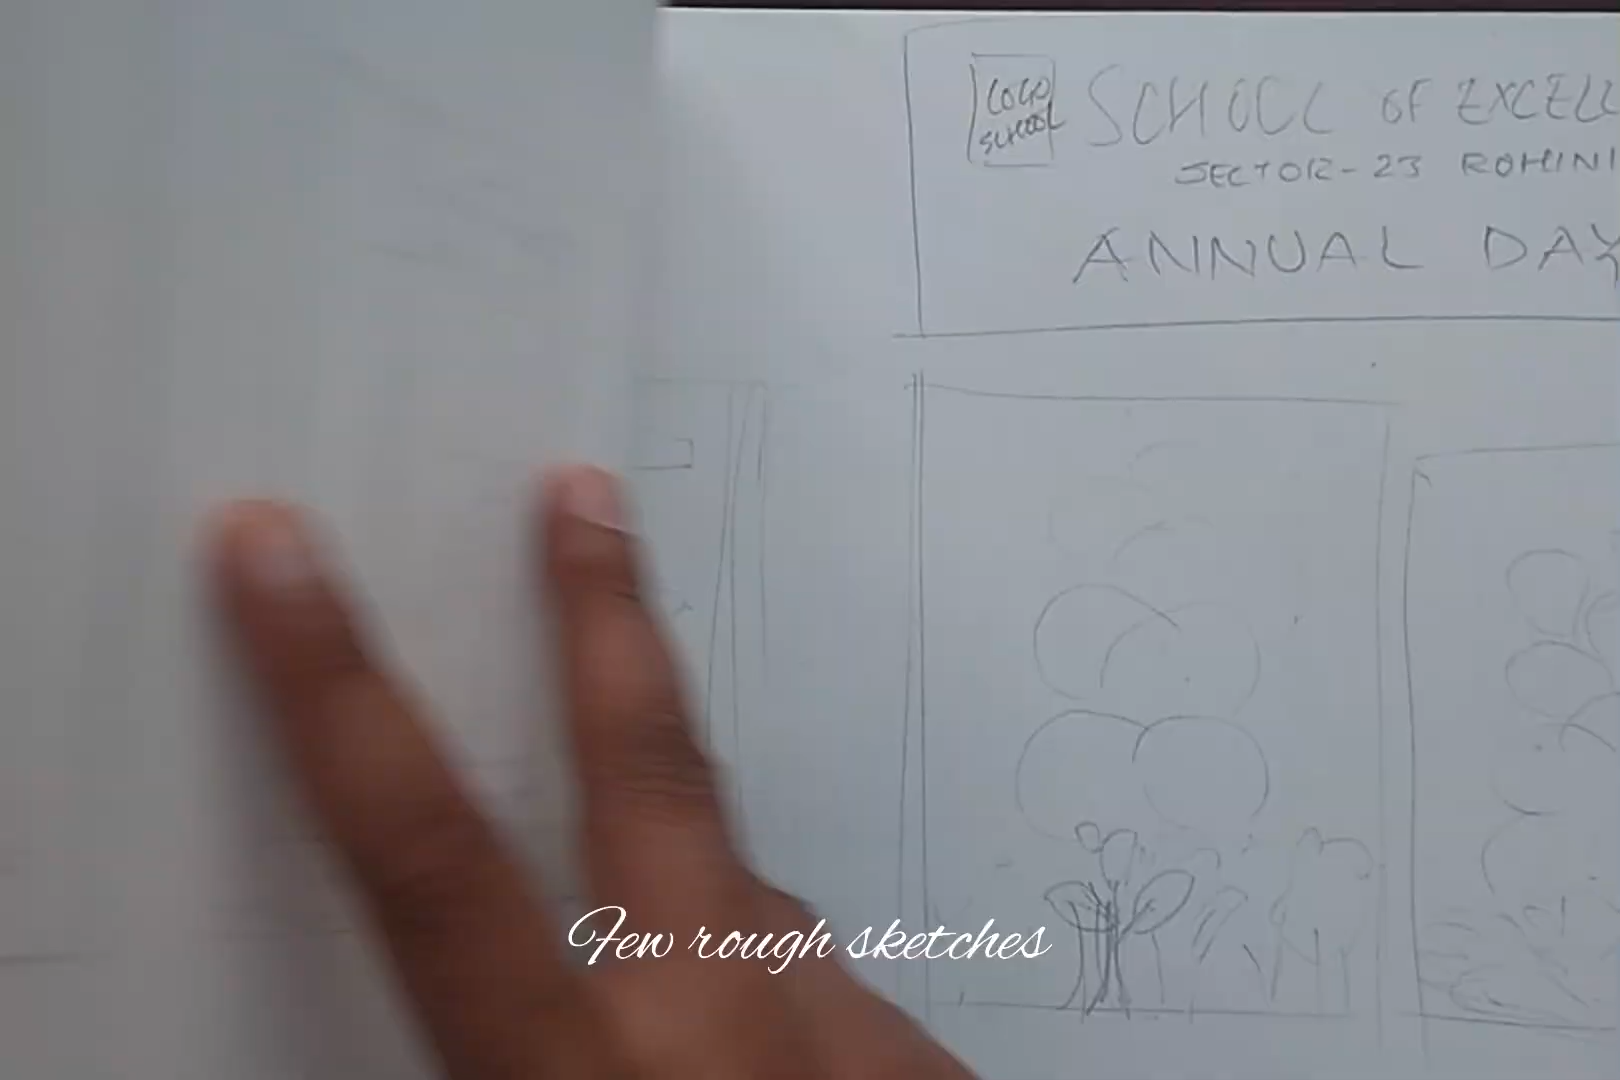 LOGO
SCHOOL
SCHOOL OF EXCELL
SECTOR-23 ROHINI
ANNUAL DAY
Few rough sketches